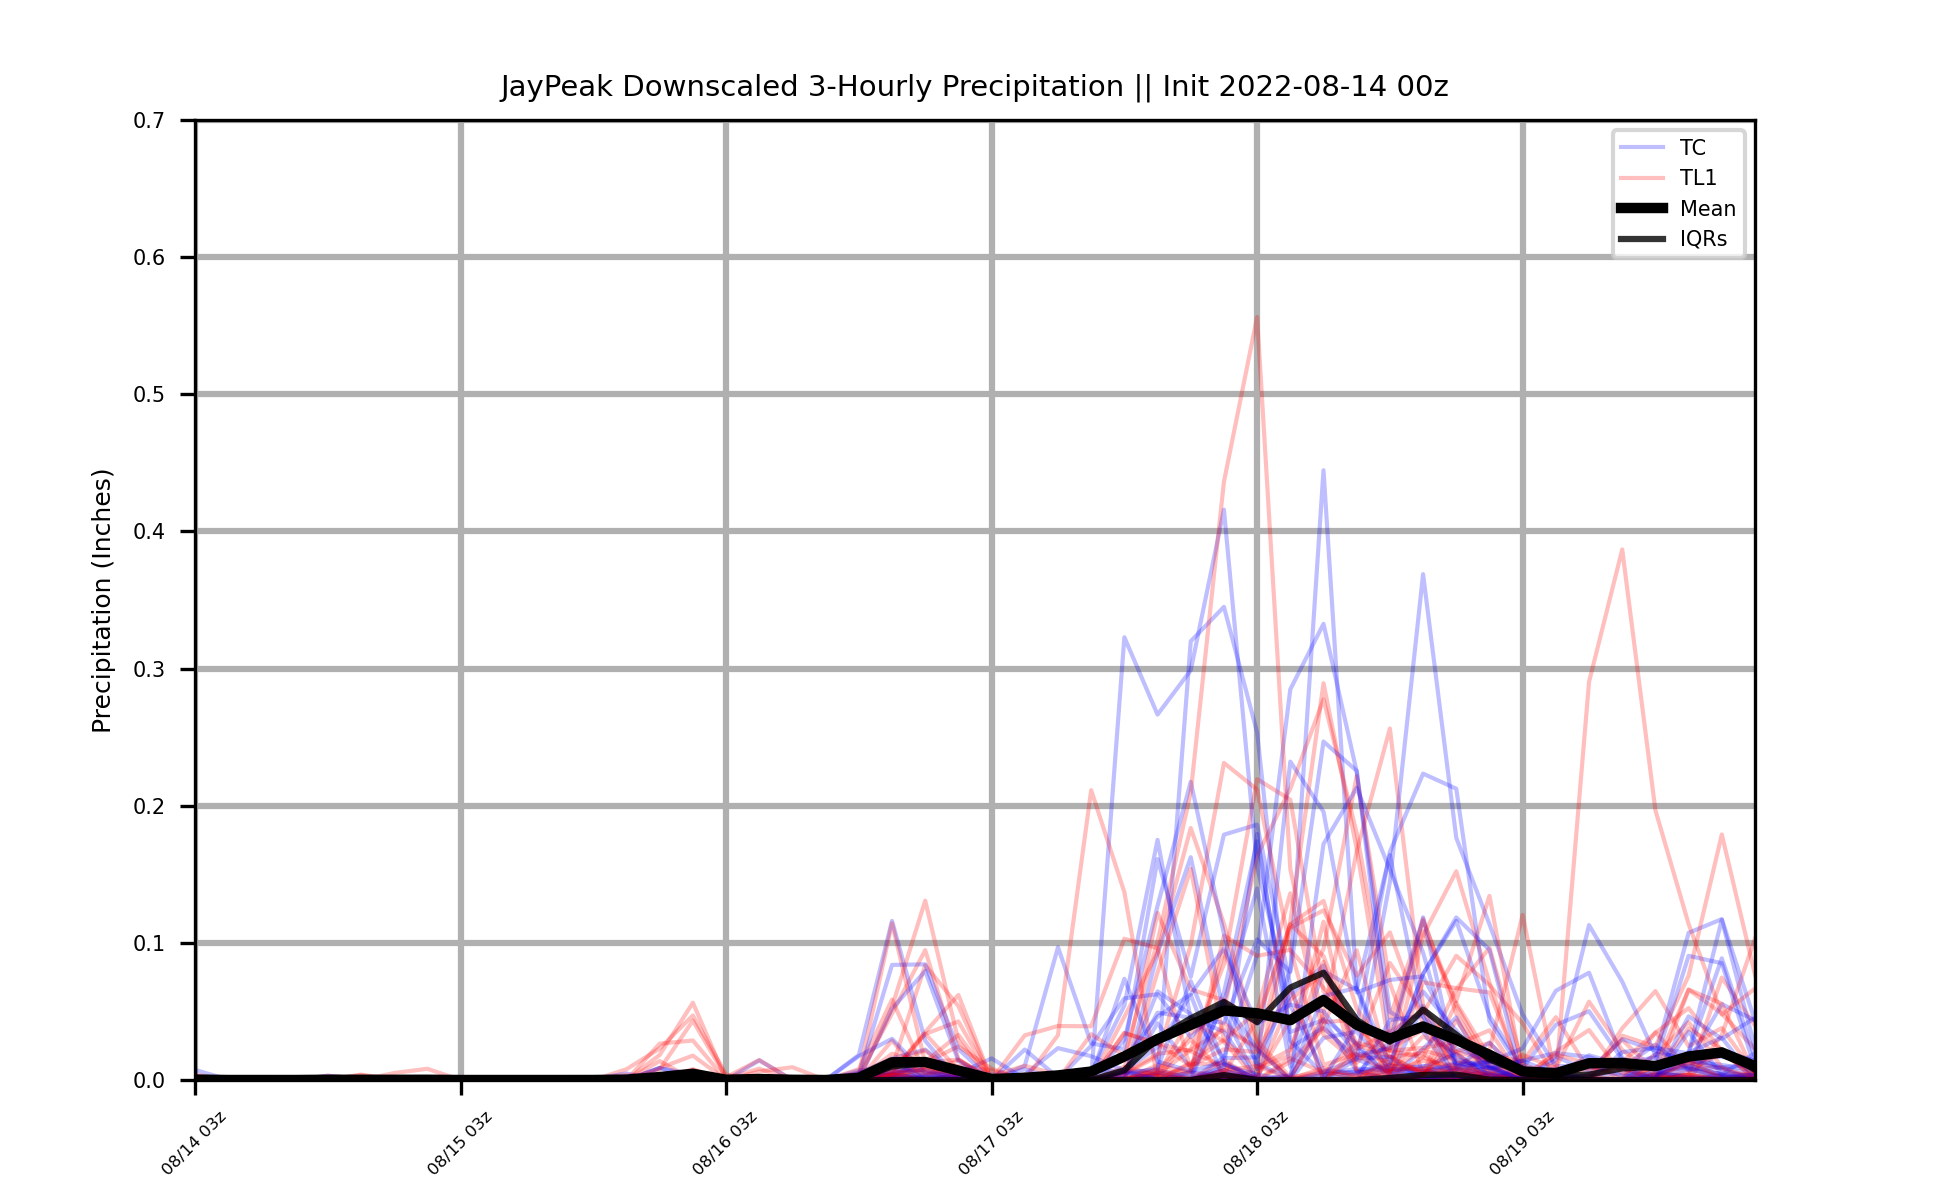 JayPeak Downscaled 3-Hourly Precipitation || Init 2022-08-14 00z
TC
TL1
Mean
IQRs
Precipitation (Inches)
0.7
0.6
0.5
0.4
0.3
0.2
0.1
0.0
08/14 03z
08/15 03z
08/16 03z
08/17 03z
08/18 03z
08/19 03z